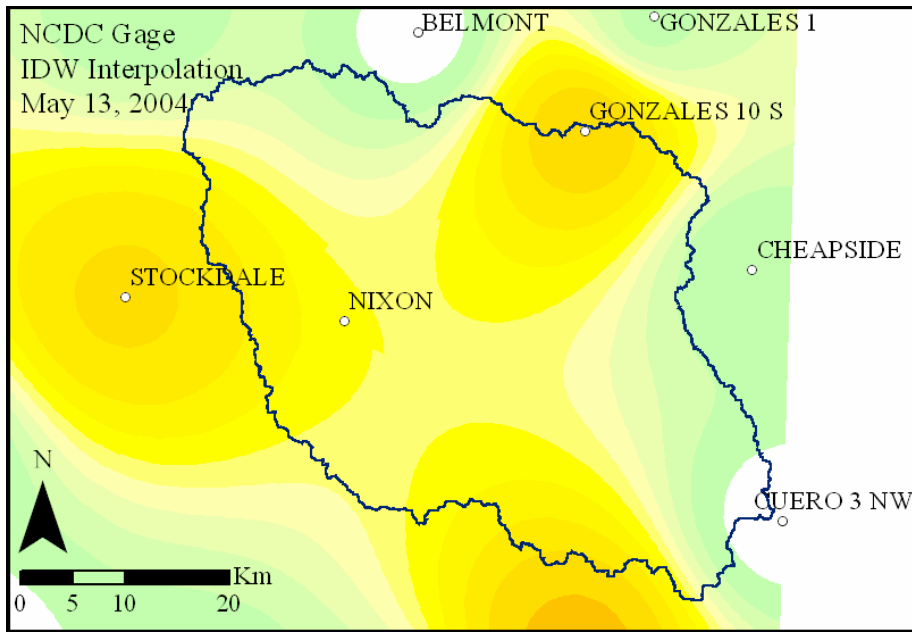 NCDC Gage
IDW Interpolation
May 13, 2004
BELMONT
GONZALES 1
GONZALES 10 S
CHEAPSIDE
STOCKDALE
NIXON
CUERO 3 NW
N
Km
0 5 10 20